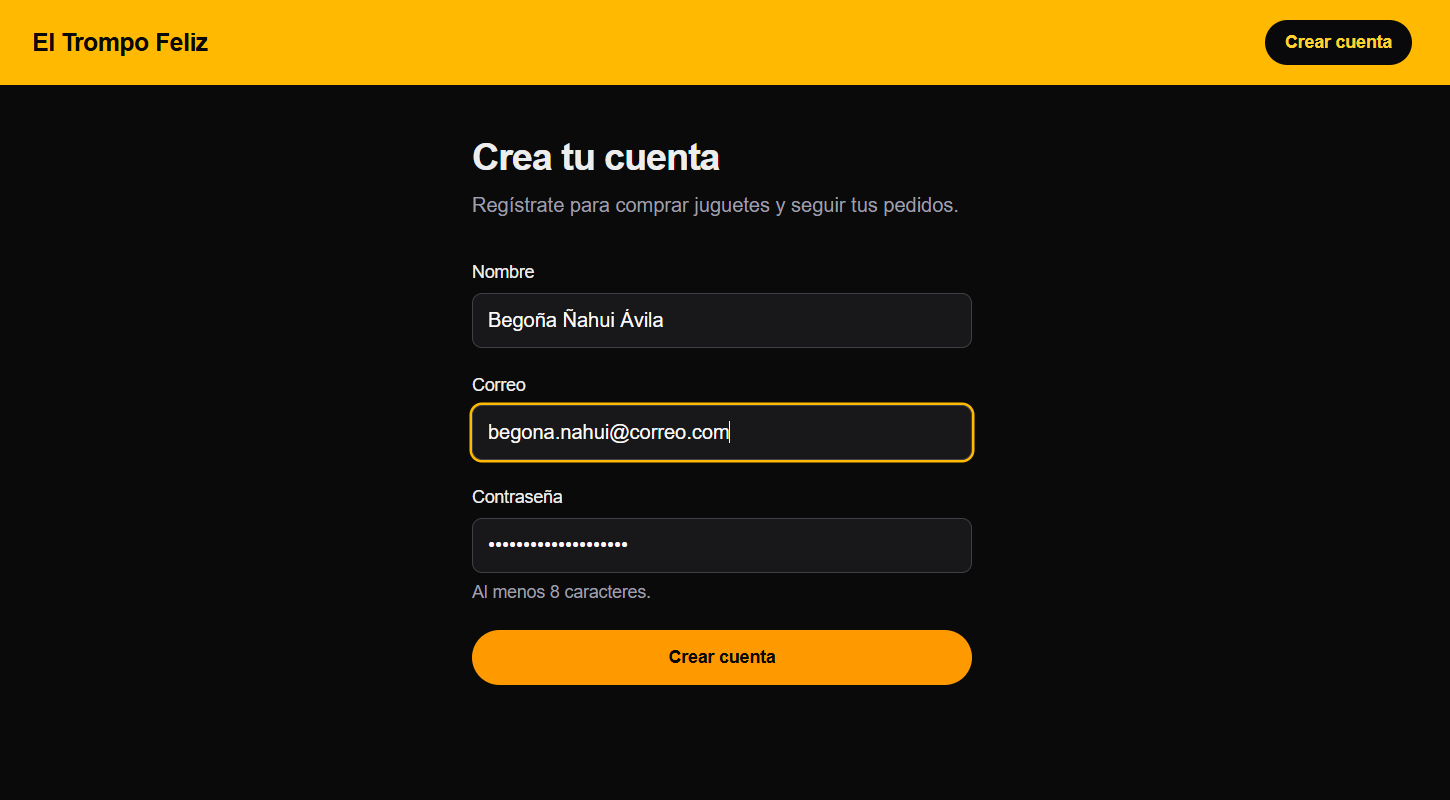 El Trompo Feliz
Crear cuenta
Crea tu cuenta
Regístrate para comprar juguetes y seguir tus pedidos.
Nombre
Begoña Ñahui Ávila
Correo
begona.nahui@correo.com
Contraseña
••••••••••••••••••••
Al menos 8 caracteres.
Crear cuenta